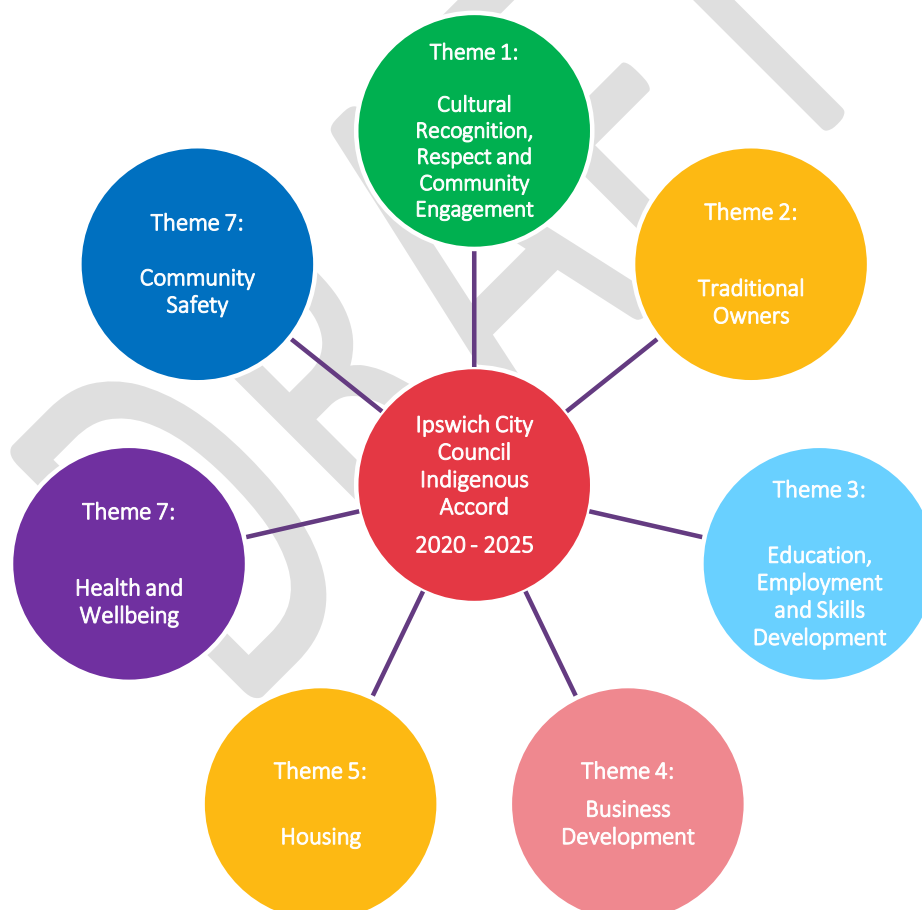 Theme 1:
Cultural
Recognition,
Respect and
Community
Engagement
Theme 2:
Traditional
Owners
Theme 3:
Education,
Employment
and Skills
Development
Theme 4:
Business
Development
Theme 5:
Housing
Theme 7:
Health and
Wellbeing
Theme 7:
Community
Safety
Ipswich City
Council
Indigenous
Accord
2020 - 2025
DRAFT